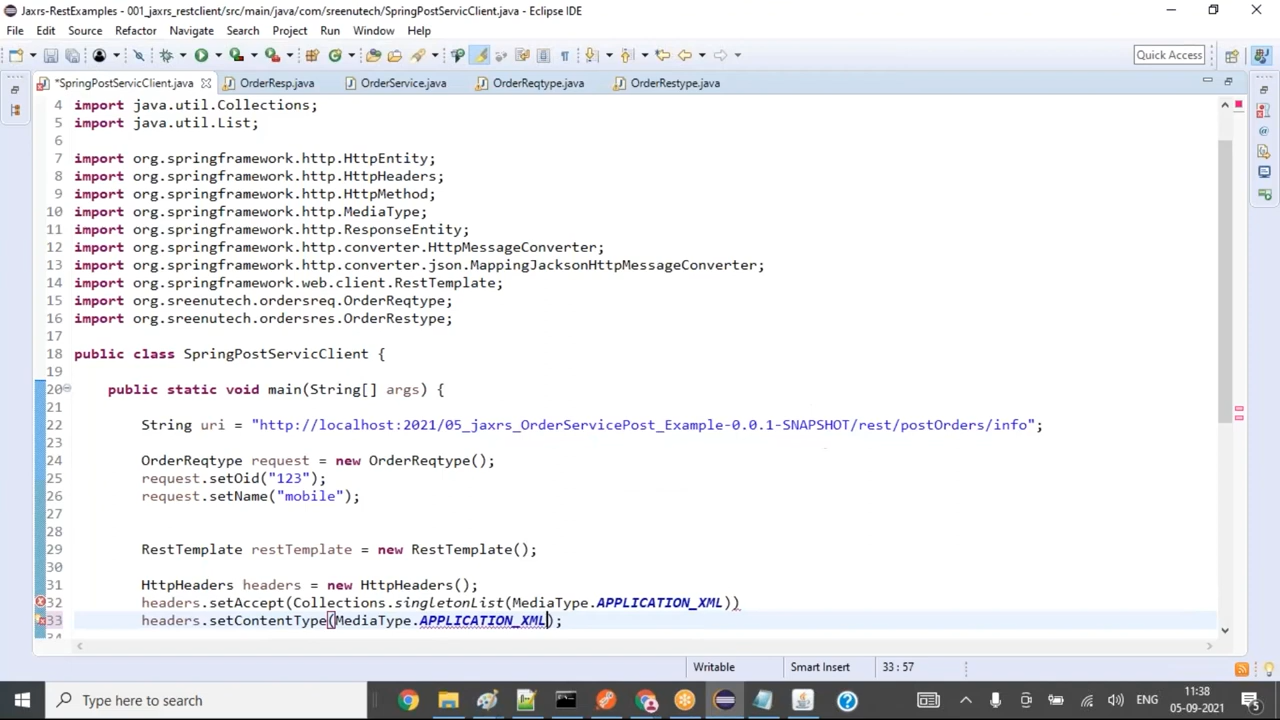 Jaxrs-RestExamples - 001_jaxrs_restclient/src/main/java/com/sreenutech/SpringPostServicClient.java - Eclipse IDE
File Edit Source Refactor Navigate Search Project Run Window Help
Quick Access
*SpringPostServicClient.java OrderResp.java OrderService.java OrderReqtype.java OrderRestype.java
4 import java.util.Collections;
5 import java.util.List;
6
7 import org.springframework.http.HttpEntity;
8 import org.springframework.http.HttpHeaders;
9 import org.springframework.http.HttpMethod;
10 import org.springframework.http.MediaType;
11 import org.springframework.http.ResponseEntity;
12 import org.springframework.http.converter.HttpMessageConverter;
13 import org.springframework.http.converter.json.MappingJacksonHttpMessageConverter;
14 import org.springframework.web.client.RestTemplate;
15 import org.sreenutech.ordersreq.OrderReqtype;
16 import org.sreenutech.ordersres.OrderRestype;
17
18 public class SpringPostServicClient {
19
20 public static void main(String[] args) {
21
22 String uri = "http://localhost:2021/05_jaxrs_OrderServicePost_Example-0.0.1-SNAPSHOT/rest/postOrders/info";
23
24 OrderReqtype request = new OrderReqtype();
25 request.setOid("123");
26 request.setName("mobile");
27
28
29 RestTemplate restTemplate = new RestTemplate();
30
31 HttpHeaders headers = new HttpHeaders();
32 headers.setAccept(Collections.singletonList(MediaType.APPLICATION_XML))
33 headers.setContentType(MediaType.APPLICATION_XML);
34
Writable Smart Insert 33 : 57
Type here to search
ENG
11:38
05-09-2021
5